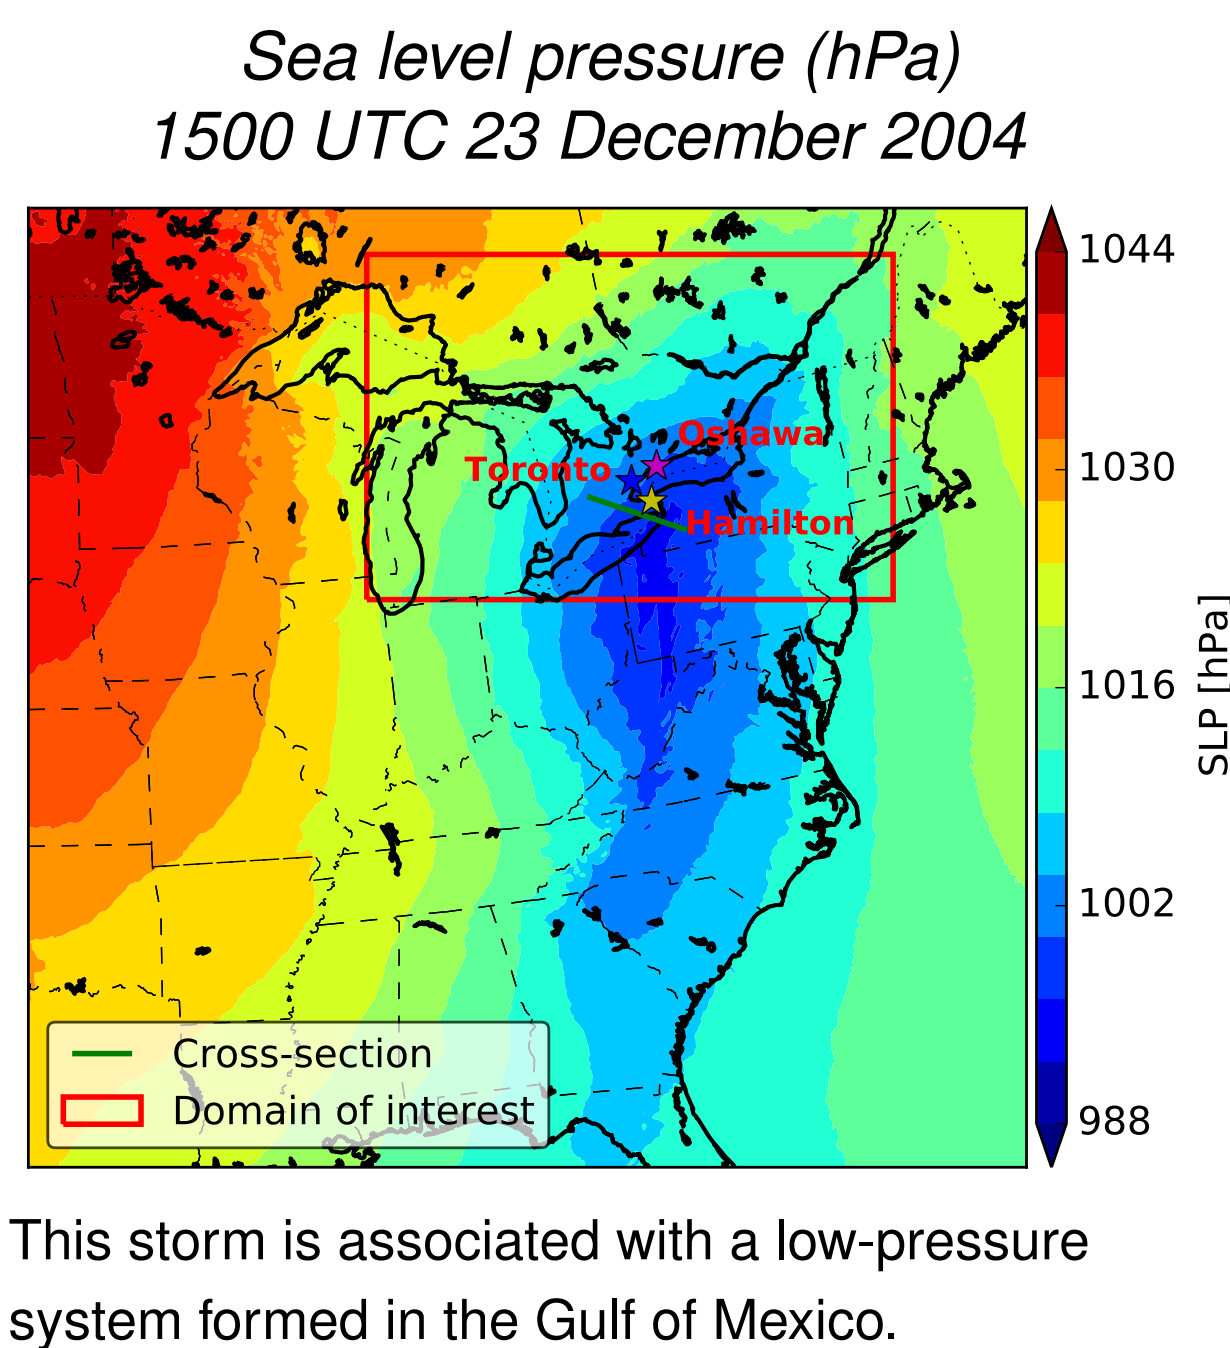 Sea level pressure (hPa)
1500 UTC 23 December 2004
1044
1030
1016
1002
988
SLP [hPa]
Oshawa
Toronto
Hamilton
Cross-section
Domain of interest
This storm is associated with a low-pressure
system formed in the Gulf of Mexico.